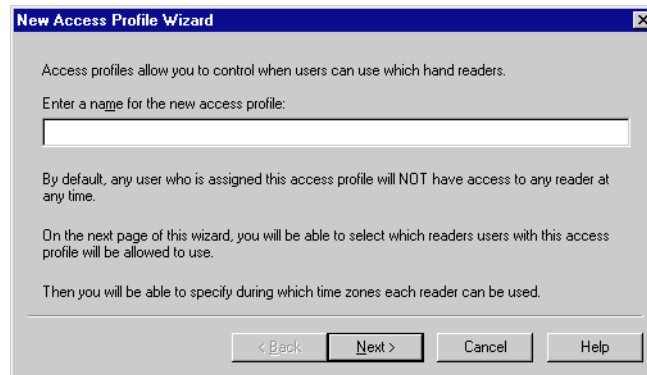 New Access Profile Wizard
Access profiles allow you to control when users can use which hand readers.
Enter a name for the new access profile:
By default, any user who is assigned this access profile will NOT have access to any reader at
any time.
On the next page of this wizard, you will be able to select which readers users with this access
profile will be allowed to use.
Then you will be able to specify during which time zones each reader can be used.
< Back Next > Cancel Help